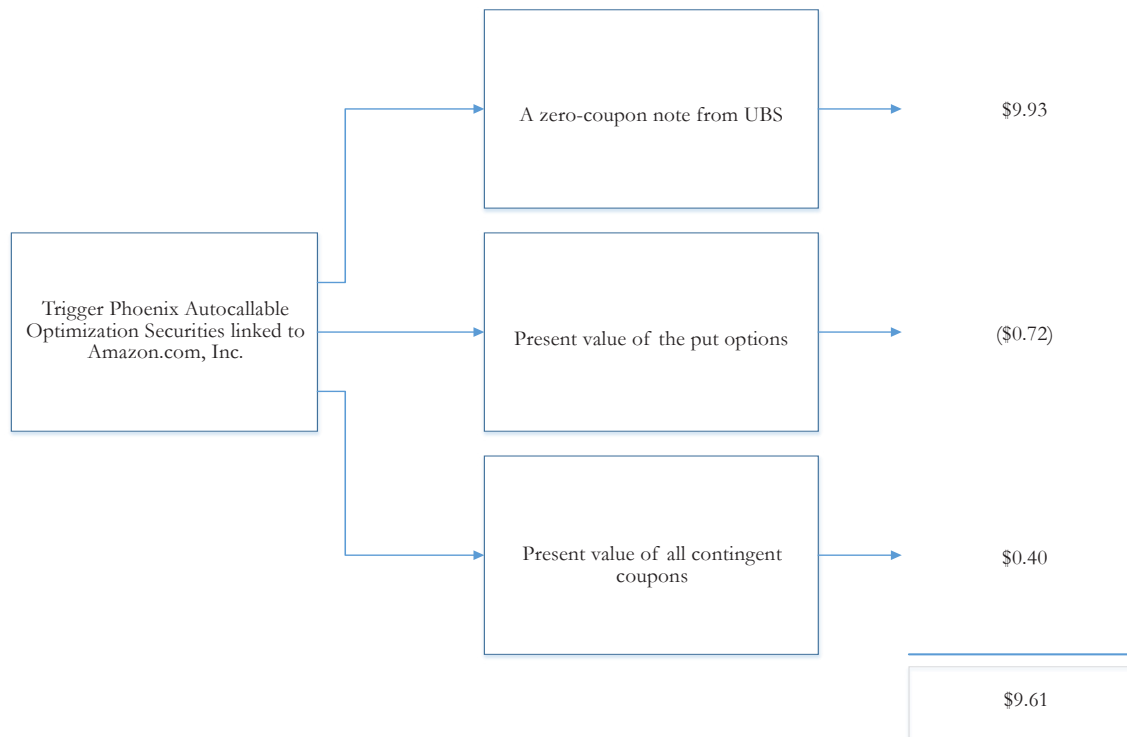 A zero-coupon note from UBS
$9.93
Trigger Phoenix Autocallable
Optimization Securities linked to
Amazon.com, Inc.
Present value of the put options
($0.72)
Present value of all contingent
coupons
$0.40
$9.61